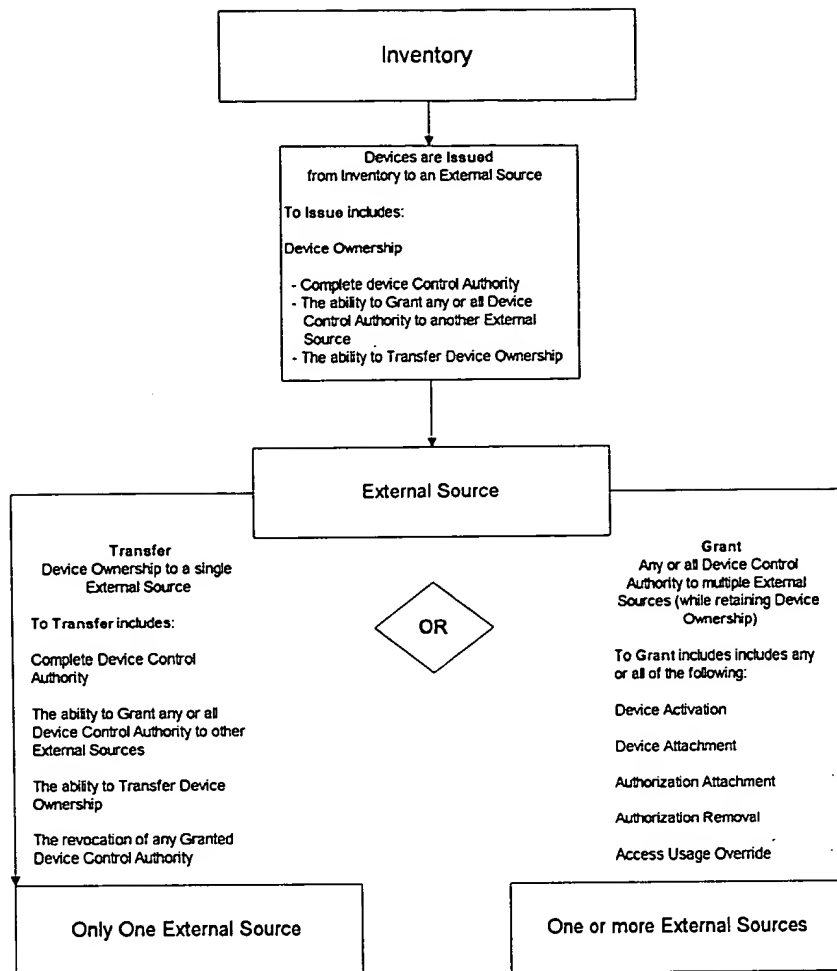 Inventory
Devices are Issued
from Inventory to an External Source
To Issue includes:
Device Ownership
- Complete device Control Authority
- The ability to Grant any or all Device
Control Authority to another External
Source
- The ability to Transfer Device Ownership
External Source
Transfer
Device Ownership to a single
External Source
To Transfer includes:
Complete Device Control
Authority
The ability to Grant any or all
Device Control Authority to other
External Sources
The ability to Transfer Device
Ownership
The revocation of any Granted
Device Control Authority
OR
Grant
Any or all Device Control
Authority to multiple External
Sources (while retaining Device
Ownership)
To Grant includes includes any
or all of the following:
Device Activation
Device Attachment
Authorization Attachment
Authorization Removal
Access Usage Override
Only One External Source
One or more External Sources